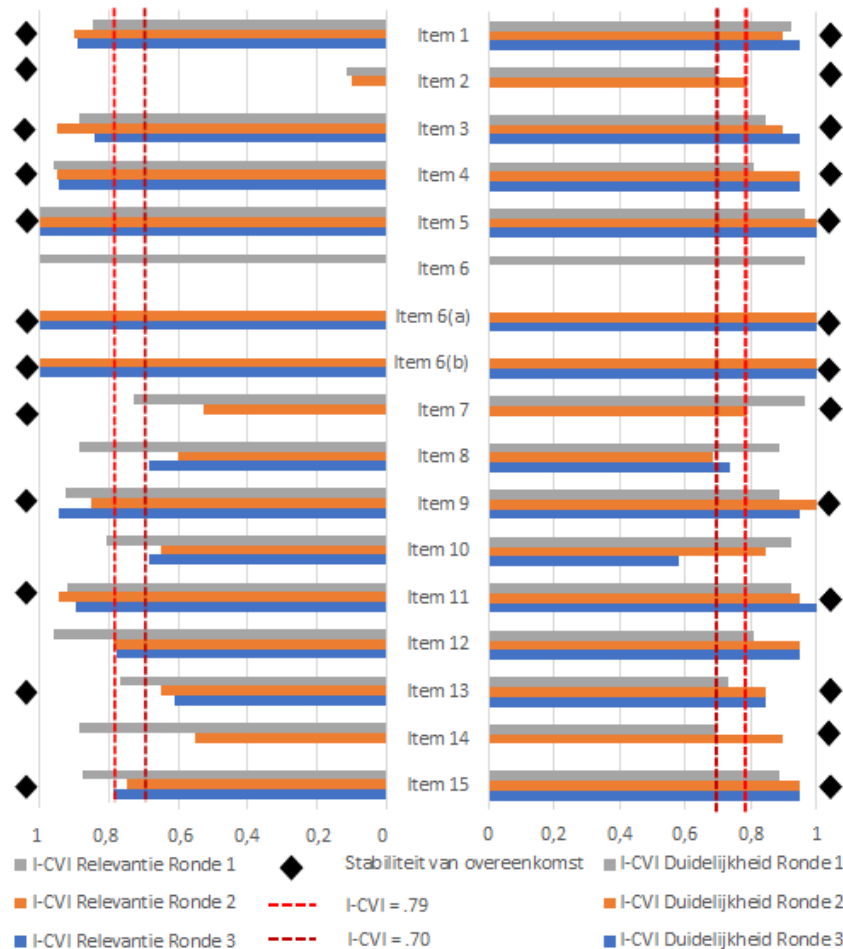 Item 1
Item 2
Item 3
Item 4
Item 5
Item 6
Item 6(a)
Item 6(b)
Item 7
Item 8
Item 9
Item 10
Item 11
Item 12
Item 13
Item 14
Item 15
1 0,8 0,6 0,4 0,2 0 0 0,2 0,4 0,6 0,8 1
I-CVI Relevantie Ronde 1 Stabiliteit van overeenkomst I-CVI Duidelijkheid Ronde 1
I-CVI Relevantie Ronde 2 I-CVI = .79 I-CVI Duidelijkheid Ronde 2
I-CVI Relevantie Ronde 3 I-CVI = .70 I-CVI Duidelijkheid Ronde 3